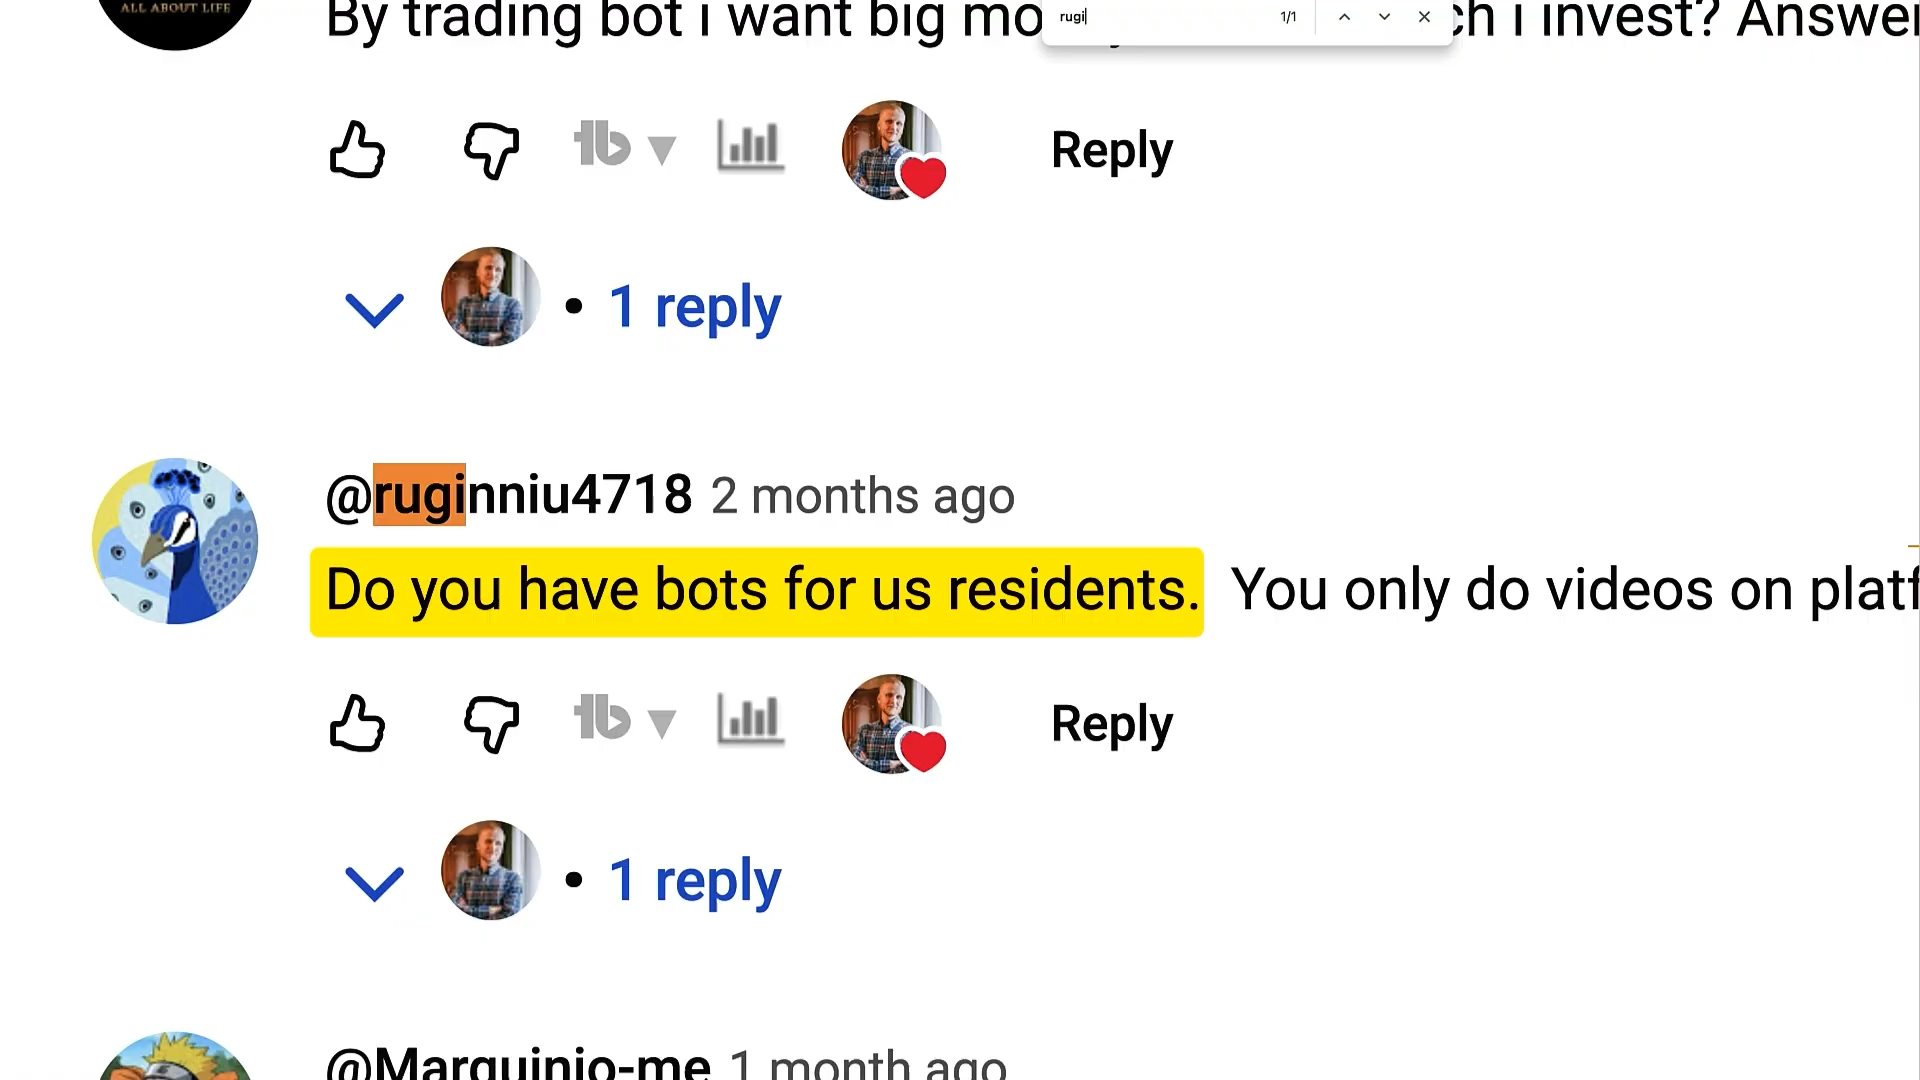 ALL ABOUT LIFE
By trading bot i want big mo ch i invest? Answer
rugi 1/1
Reply
• 1 reply
@ruginniu4718 2 months ago
Do you have bots for us residents. You only do videos on platf
Reply
• 1 reply
@Marquinio-me 1 month ago